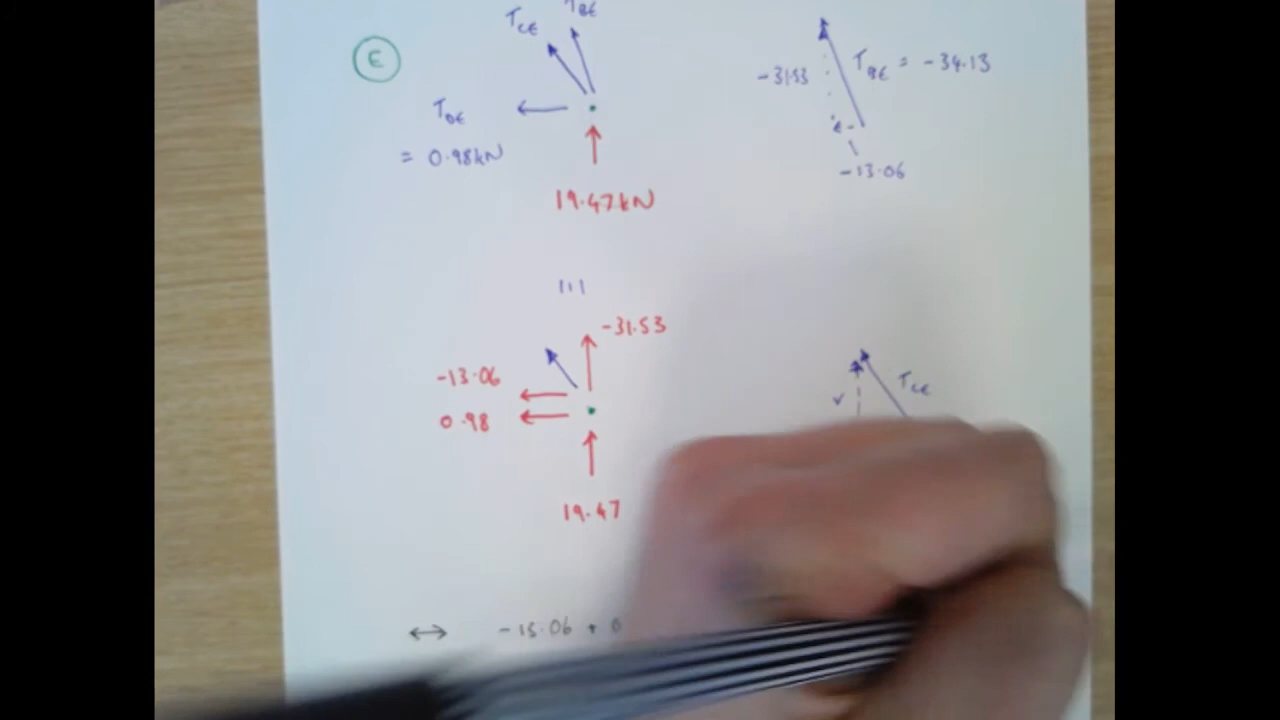 E
T_CE
T_BE
T_DE
= 0.98kN
19.47kN
-31.53
T_BE = -34.13
-13.06
-31.53
-13.06
0.98
19.47
V
T_CE
↔ -13.06 + 0